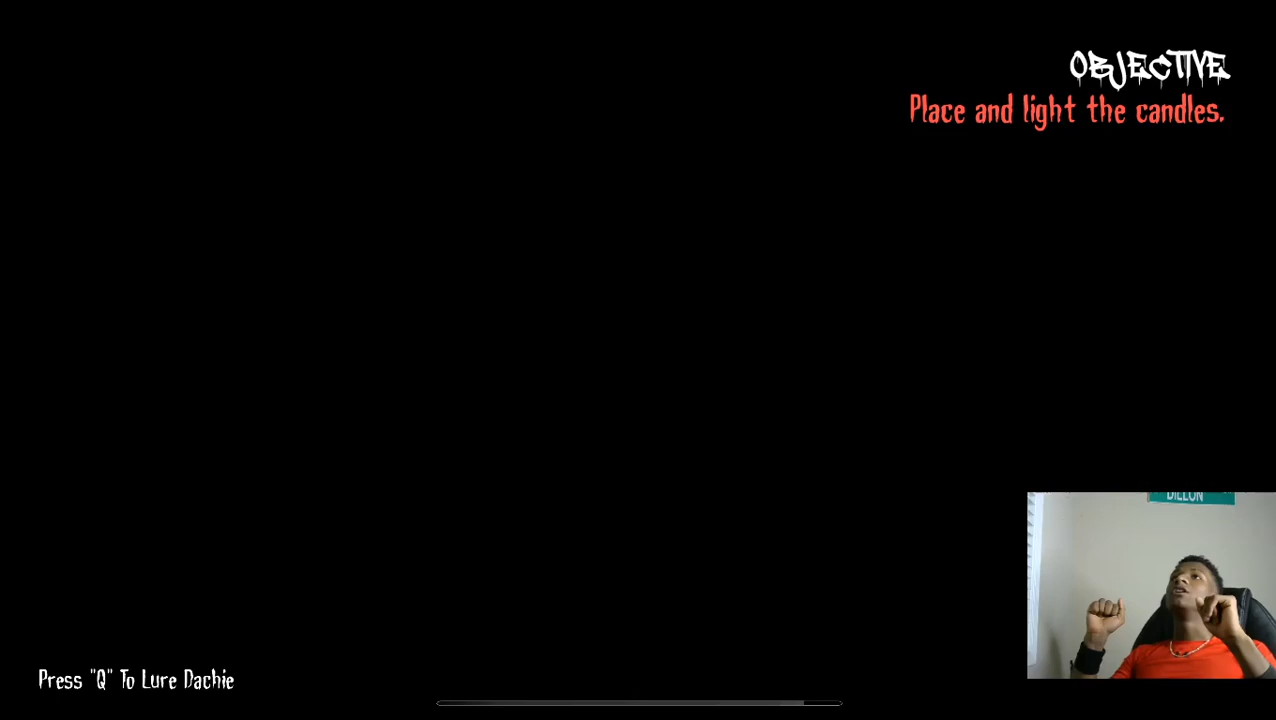 OBJECTIVE
Place and light the candles.
DILLON
Press "Q" To Lure Dachie